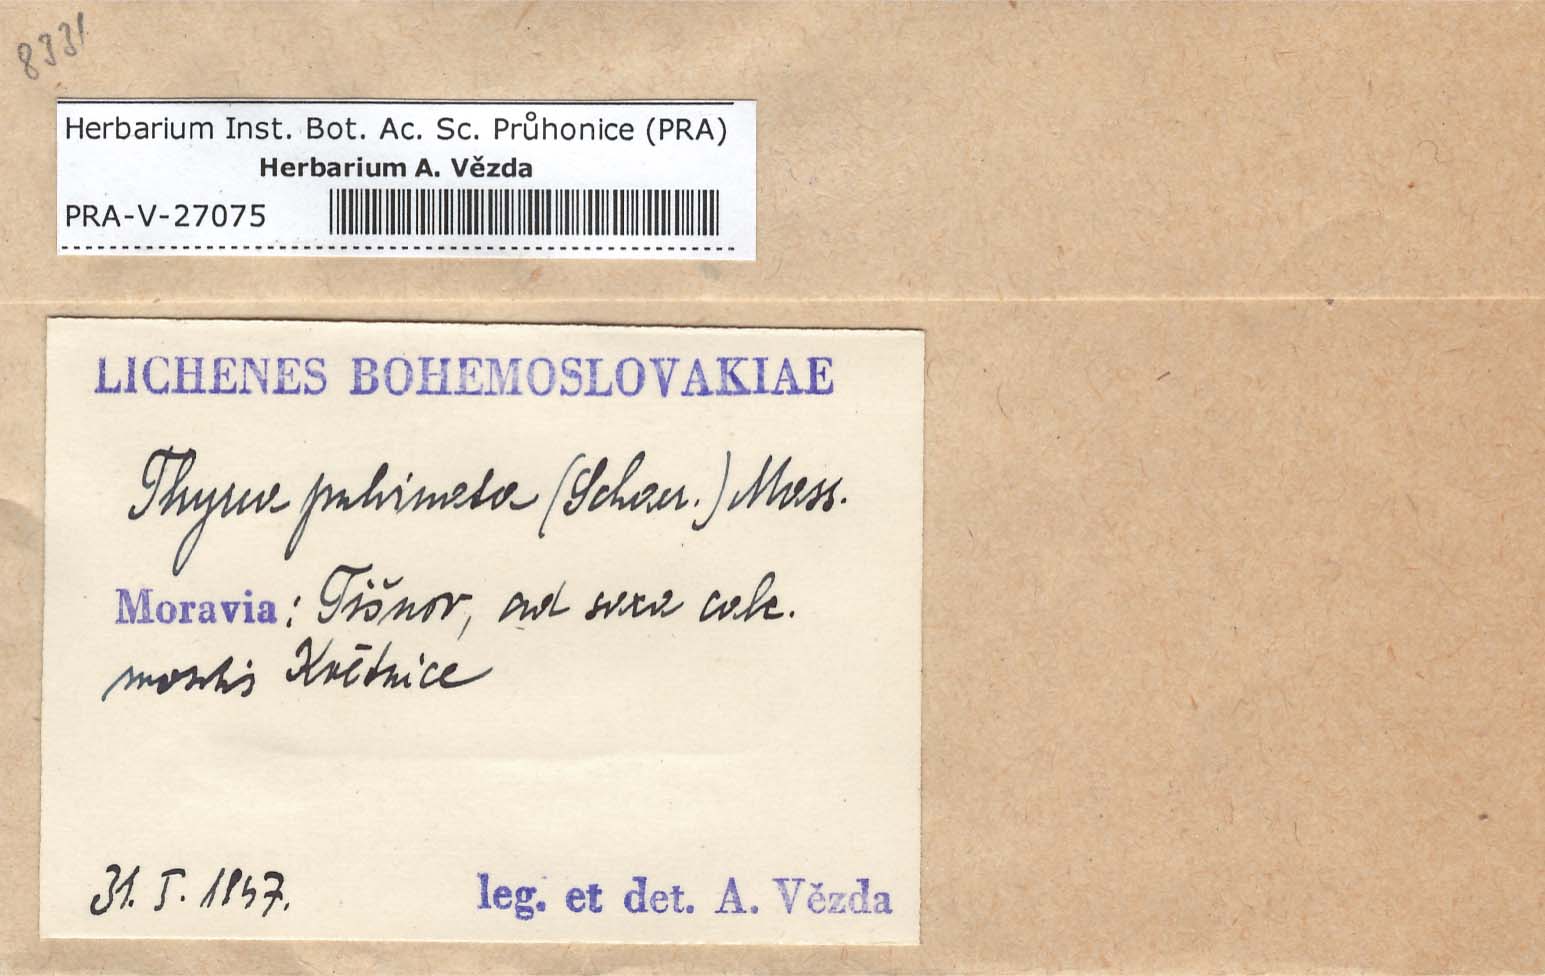 8331
Herbarium Inst. Bot. Ac. Sc. Průhonice (PRA)
Herbarium A. Vězda
PRA-V-27075
LICHENES BOHEMOSLOVAKIAE
Thyrea pulvinata (Schaer.) Mass.
Moravia: Tišnov, ad saxa calc.
montis Květnice
31. I. 1947.
leg. et det. A. Vězda